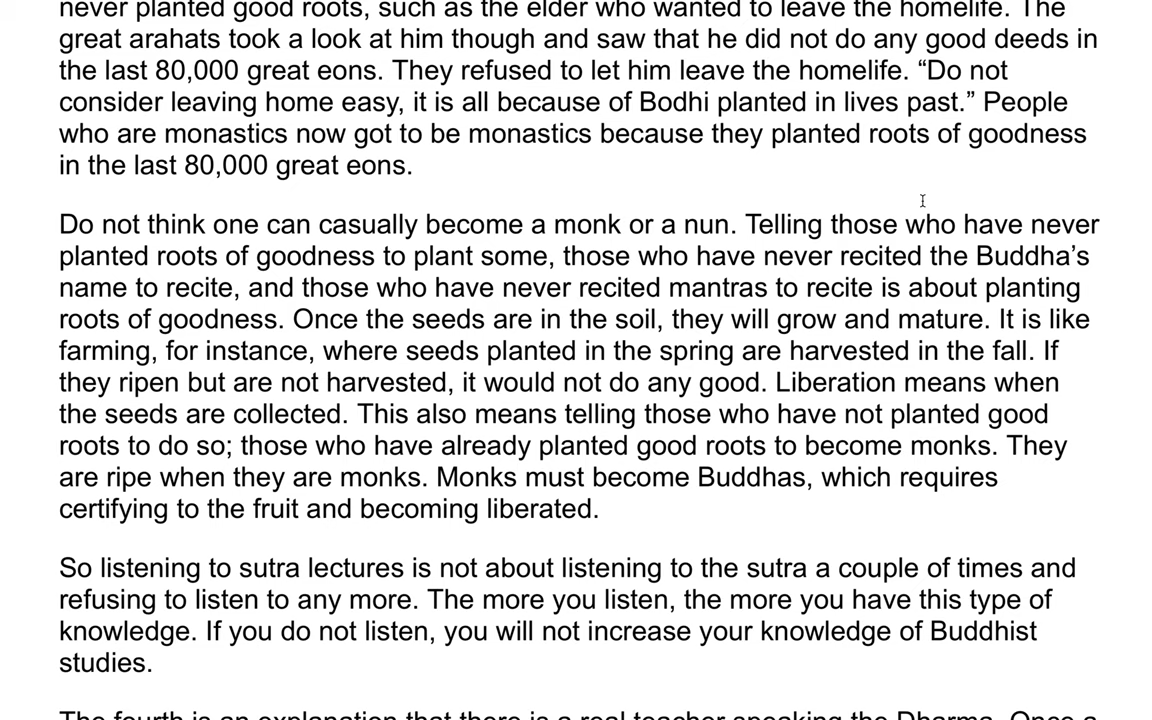 never planted good roots, such as the elder who wanted to leave the homelife. The
great arahats took a look at him though and saw that he did not do any good deeds in
the last 80,000 great eons. They refused to let him leave the homelife. “Do not
consider leaving home easy, it is all because of Bodhi planted in lives past.” People
who are monastics now got to be monastics because they planted roots of goodness
in the last 80,000 great eons.
Do not think one can casually become a monk or a nun. Telling those who have never
planted roots of goodness to plant some, those who have never recited the Buddha’s
name to recite, and those who have never recited mantras to recite is about planting
roots of goodness. Once the seeds are in the soil, they will grow and mature. It is like
farming, for instance, where seeds planted in the spring are harvested in the fall. If
they ripen but are not harvested, it would not do any good. Liberation means when
the seeds are collected. This also means telling those who have not planted good
roots to do so; those who have already planted good roots to become monks. They
are ripe when they are monks. Monks must become Buddhas, which requires
certifying to the fruit and becoming liberated.
So listening to sutra lectures is not about listening to the sutra a couple of times and
refusing to listen to any more. The more you listen, the more you have this type of
knowledge. If you do not listen, you will not increase your knowledge of Buddhist
studies.
The fourth is an explanation that there is a real teacher speaking the Dharma. Once a